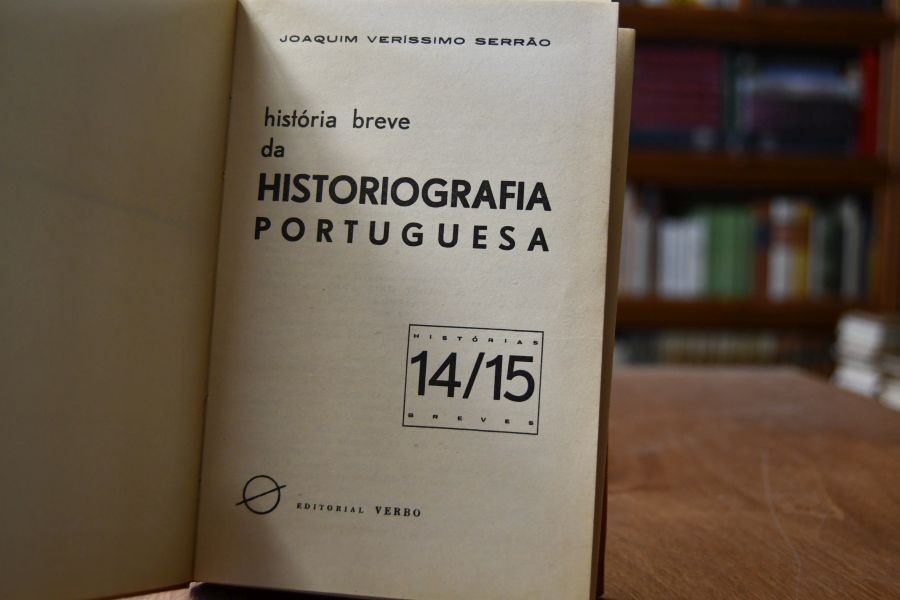 JOAQUIM VERÍSSIMO SERRÃO
história breve
da
HISTORIOGRAFIA
PORTUGUESA
HISTÓRIAS
14/15
BREVES
EDITORIAL VERBO